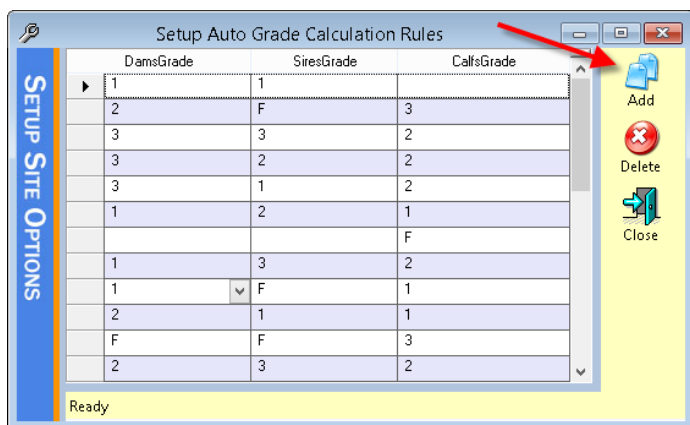 Setup Auto Grade Calculation Rules
SETUP SITE OPTIONS
DamsGrade SiresGrade CalfsGrade
1 1
2 F 3
3 3 2
3 2 2
3 1 2
1 2 1
F
1 3 2
1 F 1
2 1 1
F F 3
2 3 2
Add
Delete
Close
Ready